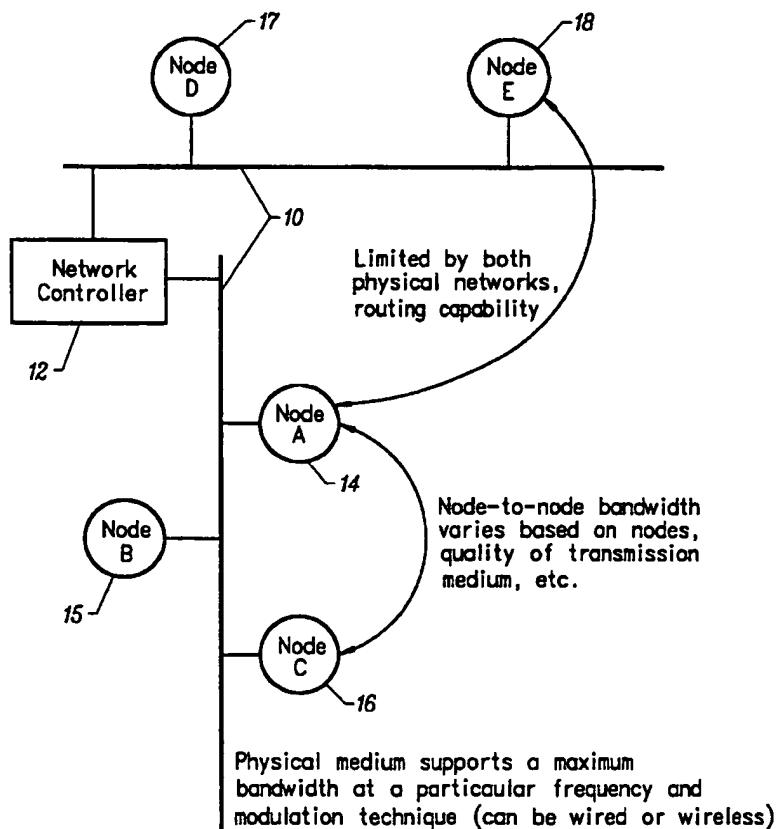 17
18
Node
D
Node
E
10
Network
Controller
12
Limited by both
physical networks,
routing capability
Node
A
14
Node-to-node bandwidth
varies based on nodes,
quality of transmission
medium, etc.
Node
B
15
Node
C
16
Physical medium supports a maximum
bandwidth at a particaular frequency and
modulation technique (can be wired or wireless)